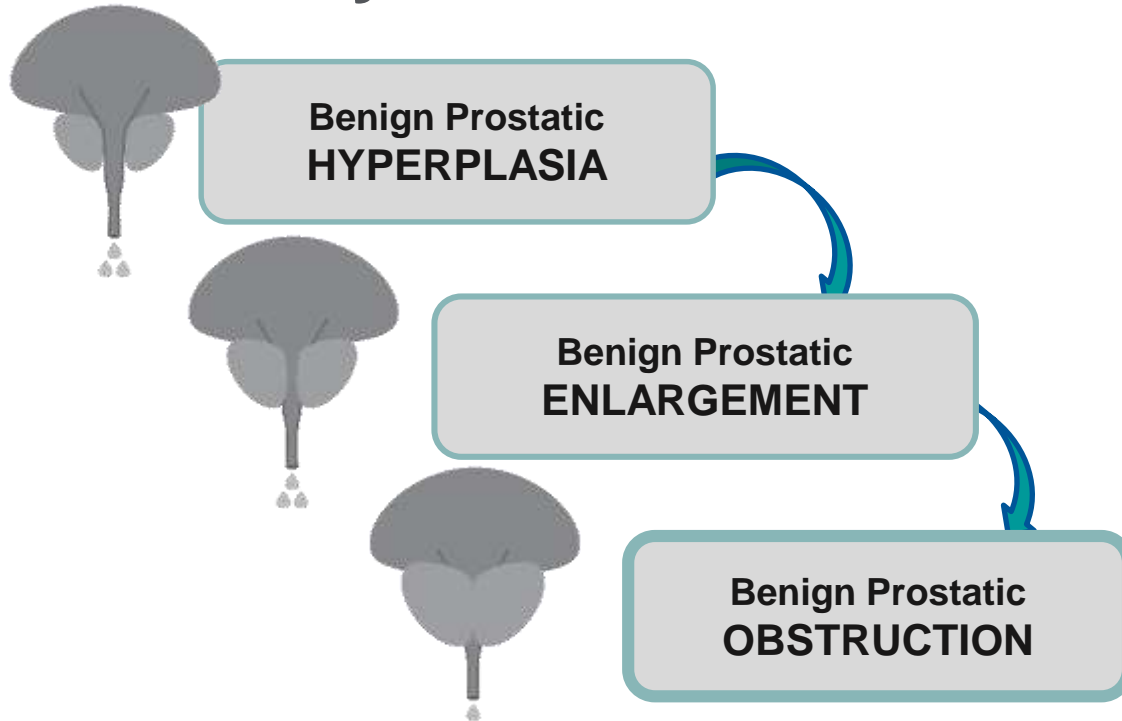 Benign Prostatic
HYPERPLASIA
Benign Prostatic
ENLARGEMENT
Benign Prostatic
OBSTRUCTION